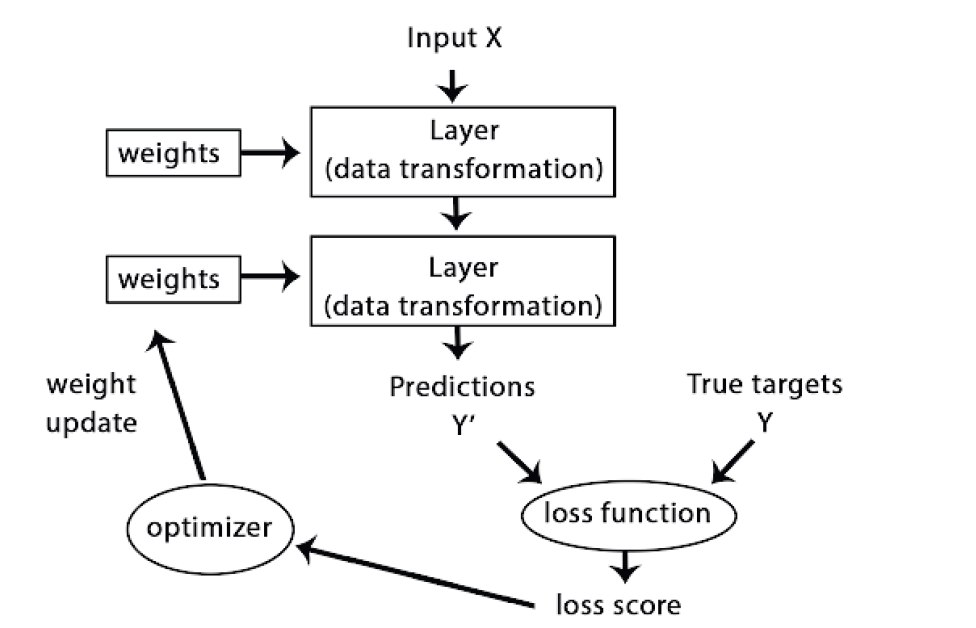 Input X
Layer
(data transformation)
weights
Layer
(data transformation)
weights
Predictions
Y’
True targets
Y
weight
update
loss function
optimizer
loss score